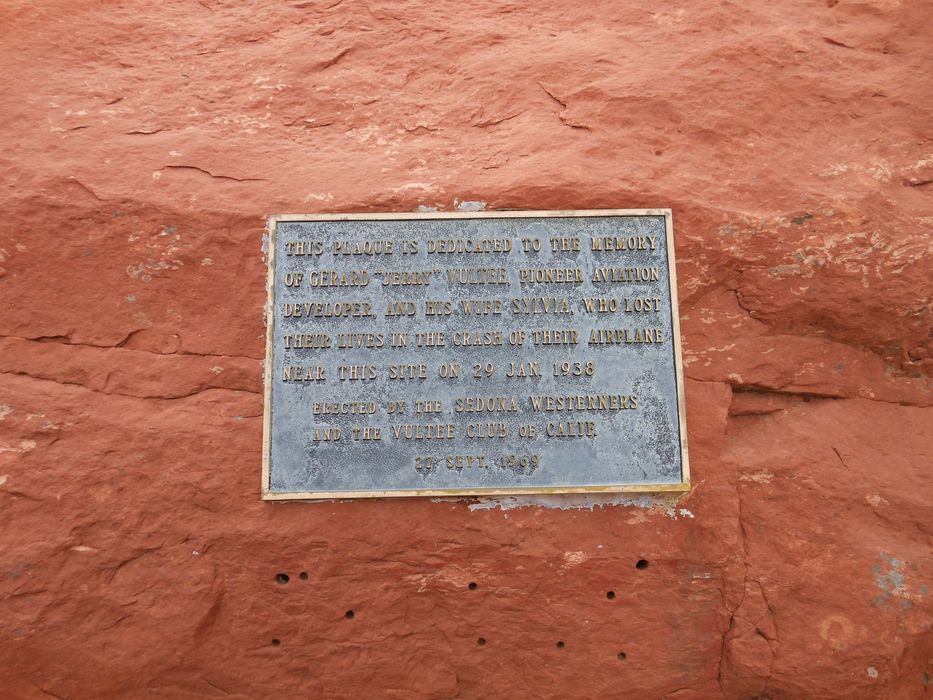 THIS PLAQUE IS DEDICATED TO THE MEMORY
OF GERARD "JERRY" VULTEE, PIONEER AVIATION
DEVELOPER, AND HIS WIFE SYLVIA, WHO LOST
THEIR LIVES IN THE CRASH OF THEIR AIRPLANE
NEAR THIS SITE ON 29 JAN. 1938
ERECTED BY THE SEDONA WESTERNERS
AND THE VULTEE CLUB OF CALIF.
27 SEPT. 1969